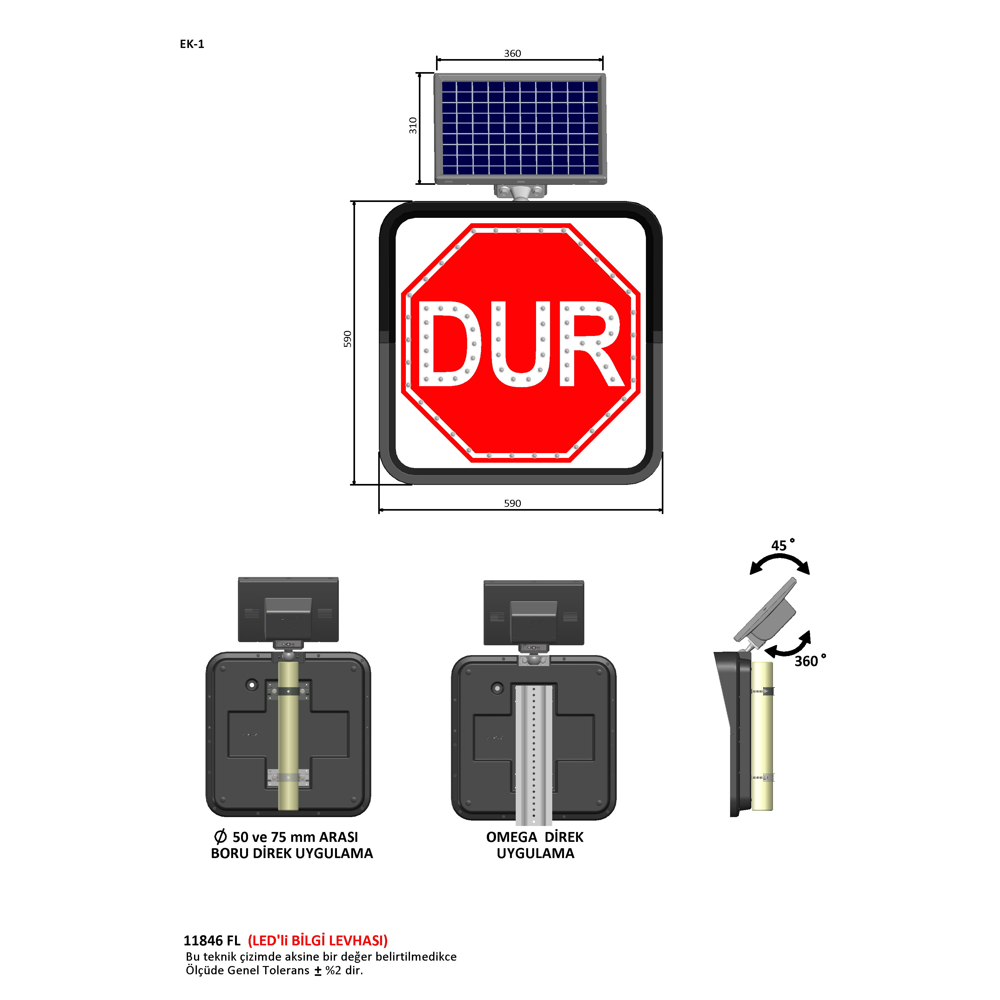 EK-1
360
310
DUR
590
590
45°
360°
Ø 50 ve 75 mm ARASI
BORU DİREK UYGULAMA
OMEGA DİREK
UYGULAMA
11846 FL (LED'li BİLGİ LEVHASI)
Bu teknik çizimde aksine bir değer belirtilmedikce
Ölçüde Genel Tolerans ± %2 dir.